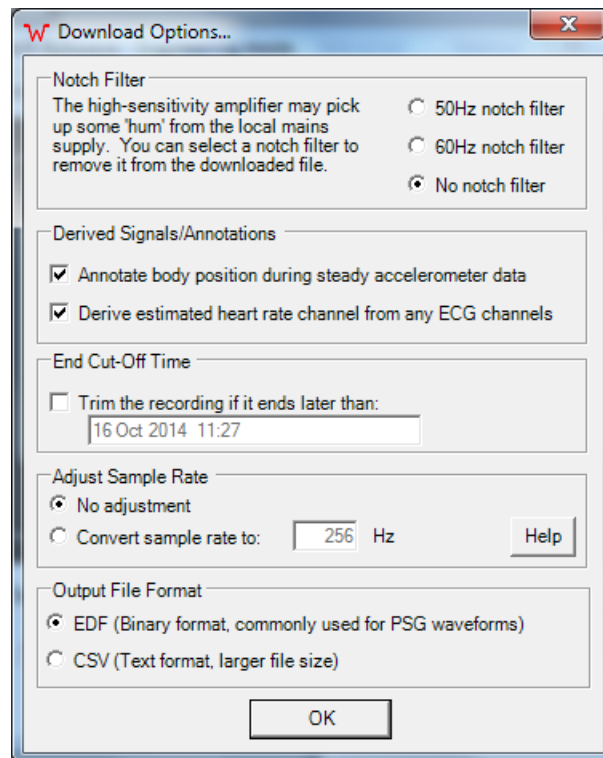 Download Options...
Notch Filter
The high-sensitivity amplifier may pick
up some 'hum' from the local mains
supply. You can select a notch filter to
remove it from the downloaded file.
50Hz notch filter
60Hz notch filter
No notch filter
Derived Signals/Annotations
Annotate body position during steady accelerometer data
Derive estimated heart rate channel from any ECG channels
End Cut-Off Time
Trim the recording if it ends later than:
16 Oct 2014 11:27
Adjust Sample Rate
No adjustment
Convert sample rate to: 256 Hz
Help
Output File Format
EDF (Binary format, commonly used for PSG waveforms)
CSV (Text format, larger file size)
OK